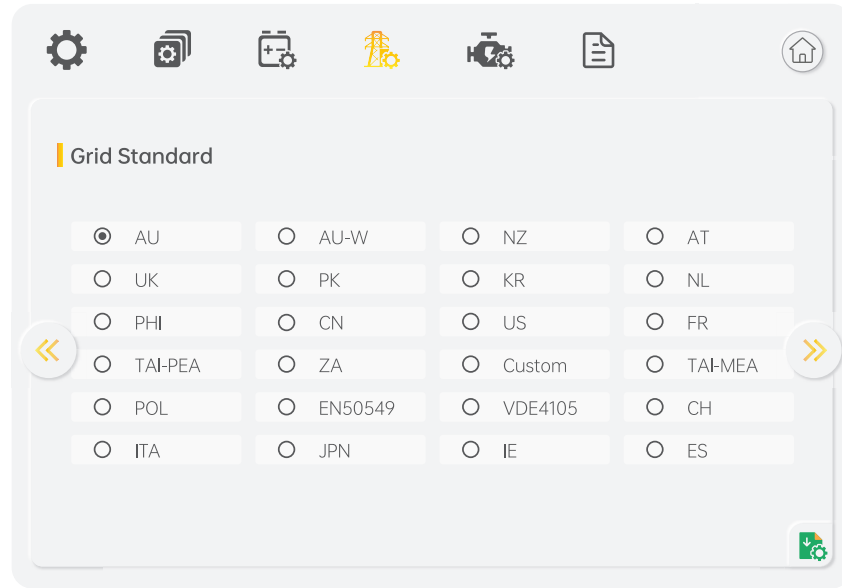 Grid Standard
AU AU-W NZ AT
UK PK KR NL
PHI CN US FR
TAI-PEA ZA Custom TAI-MEA
POL EN50549 VDE4105 CH
ITA JPN IE ES